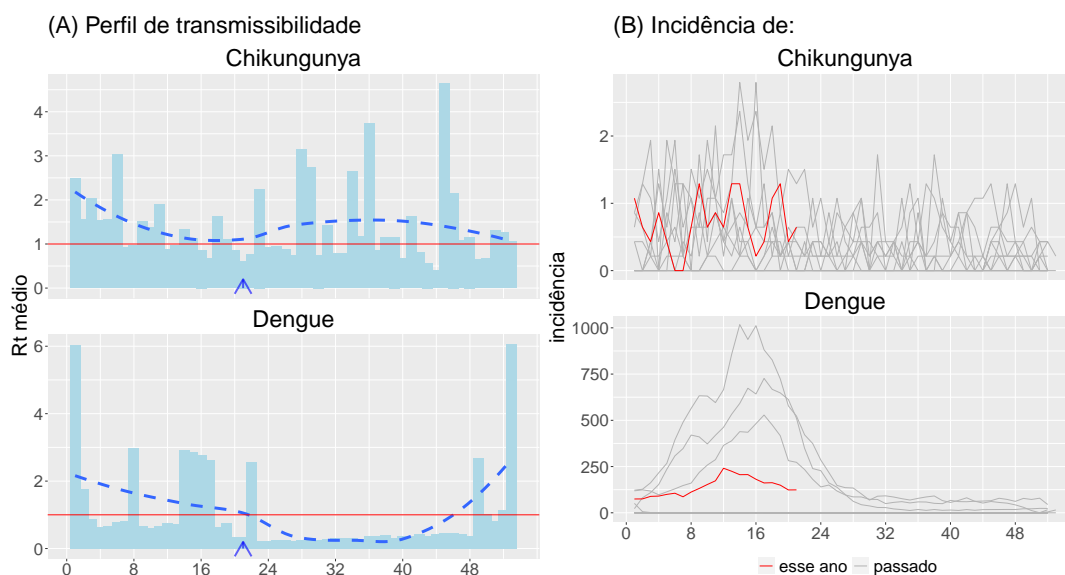 (A) Perfil de transmissibilidade
Chikungunya
4
3
2
1
0
Dengue
6
4
2
0
0 8 16 24 32 40 48
Rt médio
(B) Incidência de:
Chikungunya
2
1
0
Dengue
1000
750
500
250
0
0 8 16 24 32 40 48
incidência
esse ano passado